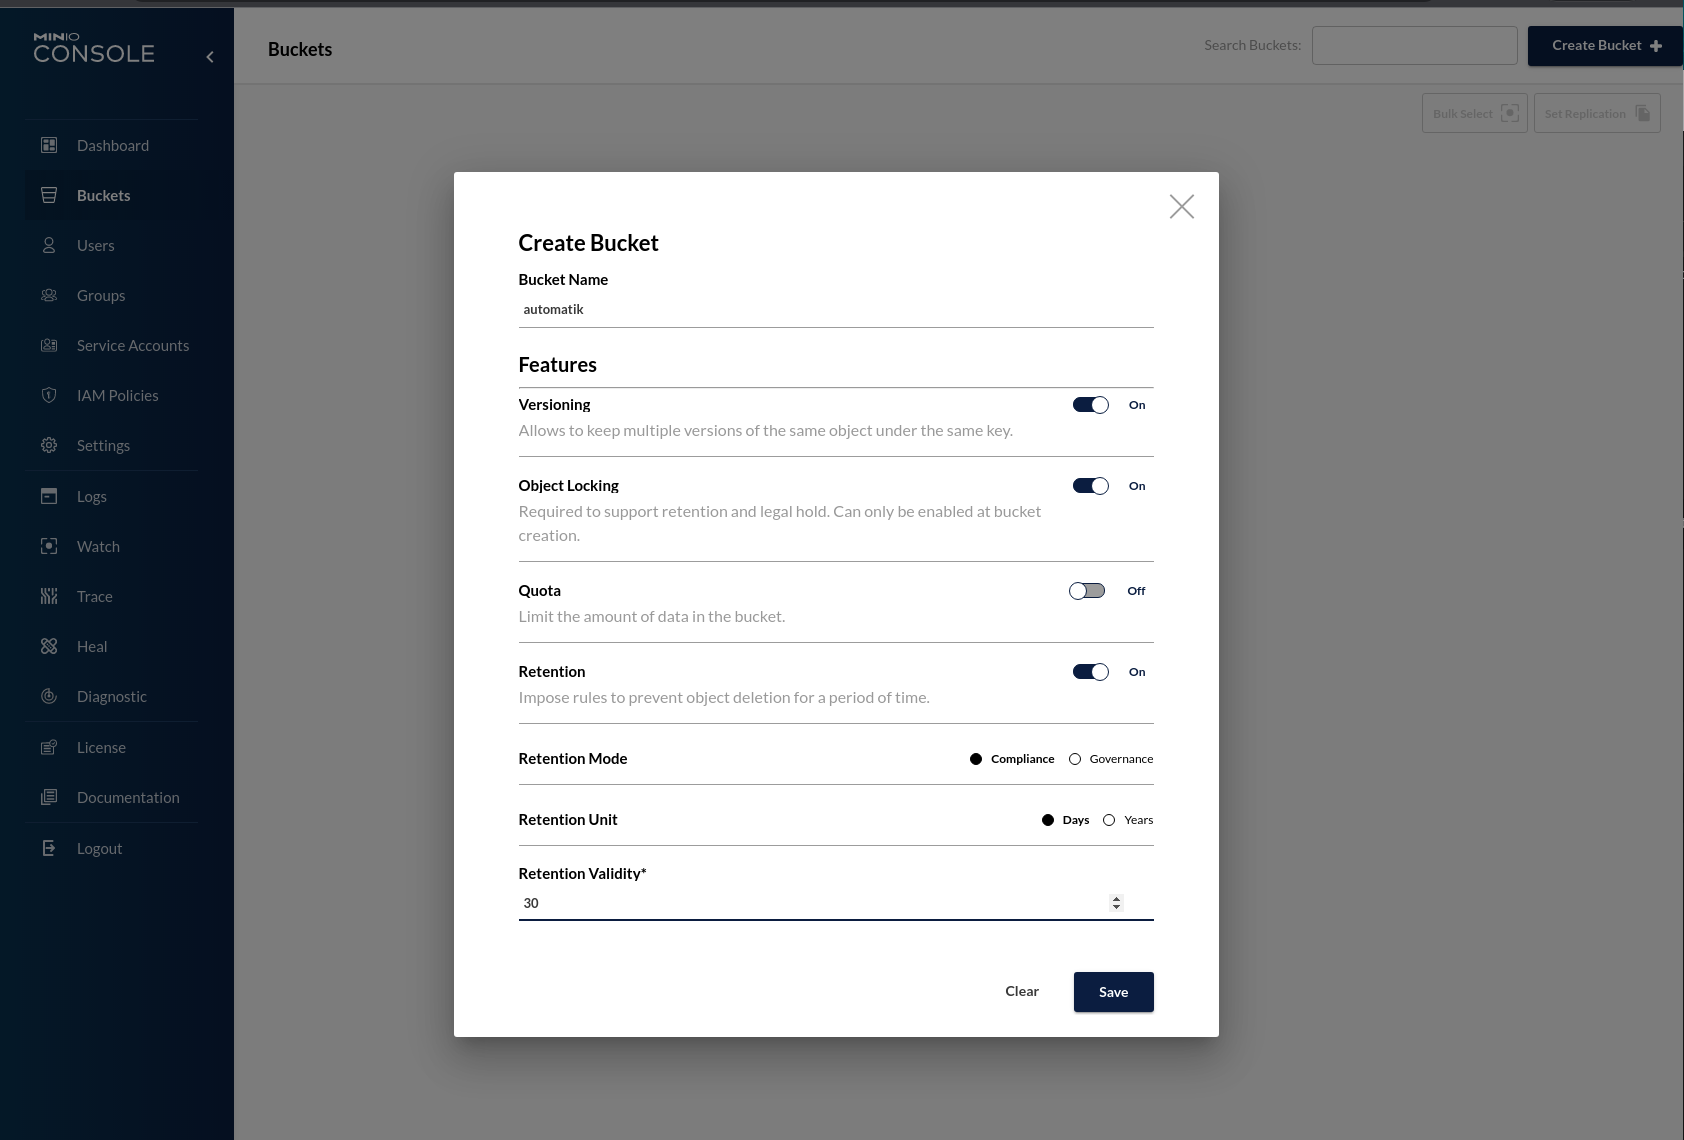 MINIO
CONSOLE
Buckets
Search Buckets:
Create Bucket
Bulk Select
Set Replication
Dashboard
Buckets
Users
Groups
Service Accounts
IAM Policies
Settings
Logs
Watch
Trace
Heal
Diagnostic
License
Documentation
Logout
Create Bucket
Bucket Name
automatik
Features
Versioning
On
Allows to keep multiple versions of the same object under the same key.
Object Locking
On
Required to support retention and legal hold. Can only be enabled at bucket
creation.
Quota
Off
Limit the amount of data in the bucket.
Retention
On
Impose rules to prevent object deletion for a period of time.
Retention Mode
Compliance
Governance
Retention Unit
Days
Years
Retention Validity*
30
Clear
Save